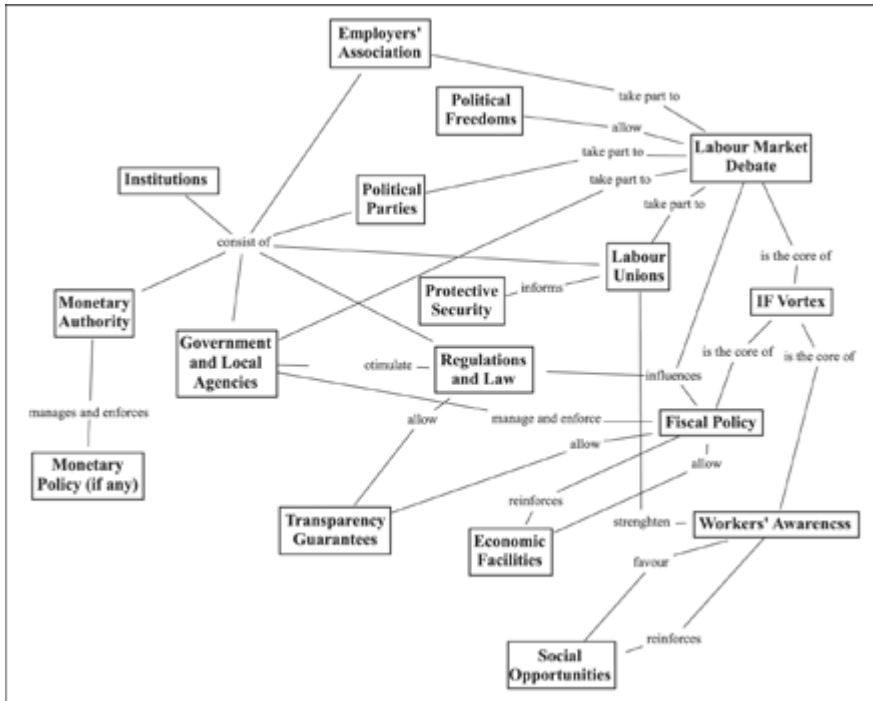 Employers'
Association
take part to
Political
Freedoms
allow
Labour Market
Debate
take part to
Institutions
Political
Parties
take part to
take part to
consist of
Labour
Unions
is the core of
Protective
Security
informs
Monetary
Authority
IF Vortex
Government
and Local
Agencies
otimulate
Regulations
and Law
is the core of
is the core of
influences
manages and enforces
allow
manage and enforce
Fiscal Policy
allow
allow
Monetary
Policy (if any)
reinforces
Transparency
Guarantees
Economic
Facilities
strenghten
Workers' Awareness
favour
reinforces
Social
Opportunities